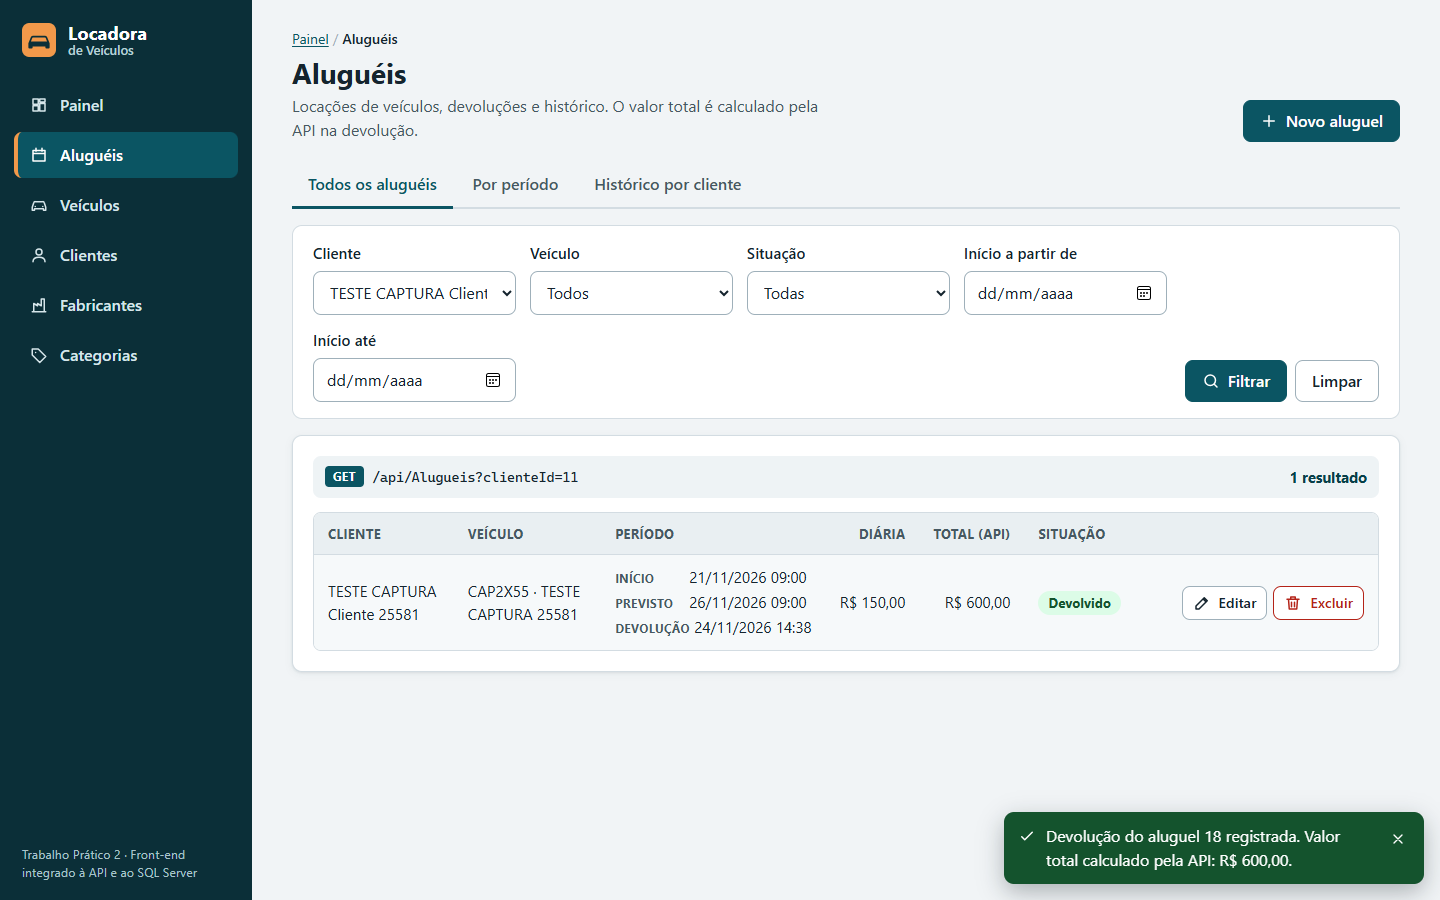 Locadora
de Veículos
Painel
Aluguéis
Veículos
Clientes
Fabricantes
Categorias
Trabalho Prático 2 · Front-end
integrado à API e ao SQL Server
Painel / Aluguéis
Aluguéis
Locações de veículos, devoluções e histórico. O valor total é calculado pela
API na devolução.
Novo aluguel
Todos os aluguéis
Por período
Histórico por cliente
Cliente
Veículo
Situação
Início a partir de
TESTE CAPTURA Client
Todos
Todas
dd/mm/aaaa
Início até
dd/mm/aaaa
Filtrar
Limpar
GET /api/Alugueis?clienteId=11
1 resultado
CLIENTE
VEÍCULO
PERÍODO
DIÁRIA
TOTAL (API)
SITUAÇÃO
TESTE CAPTURA
Cliente 25581
CAP2X55 · TESTE
CAPTURA 25581
INÍCIO 21/11/2026 09:00
PREVISTO 26/11/2026 09:00
DEVOLUÇÃO 24/11/2026 14:38
R$ 150,00
R$ 600,00
Devolvido
Editar
Excluir
Devolução do aluguel 18 registrada. Valor
total calculado pela API: R$ 600,00.